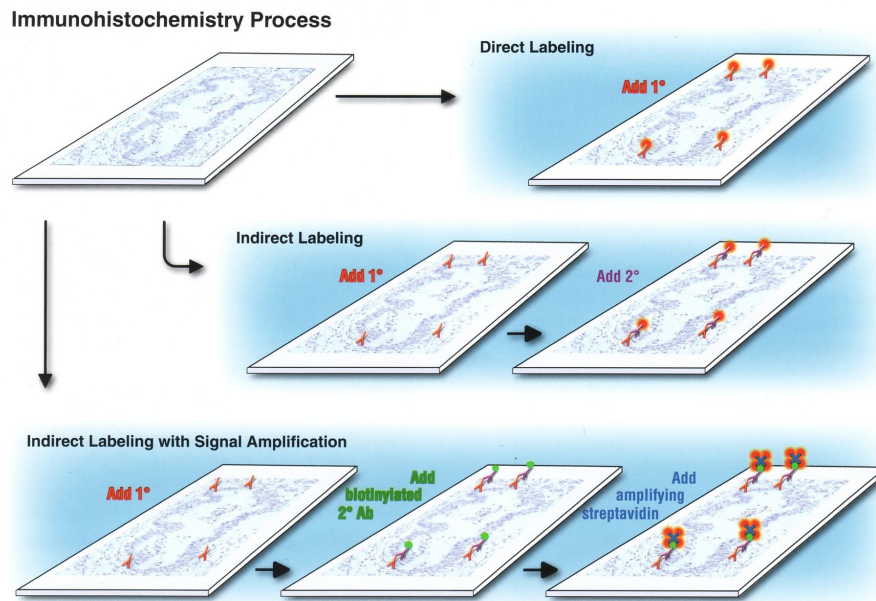 Immunohistochemistry Process
Direct Labeling
Add 1°
Indirect Labeling
Add 1°
Add 2°
Indirect Labeling with Signal Amplification
Add 1°
Add
biotinylated
2° Ab
Add
amplifying
streptavidin